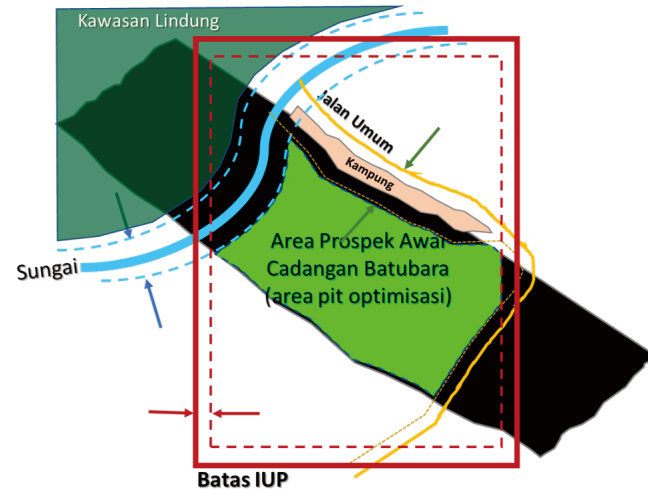 Kawasan Lindung
Jalan Umum
Kampung
Area Prospek Awal
Cadangan Batubara
(area pit optimisasi)
Sungai
Batas IUP